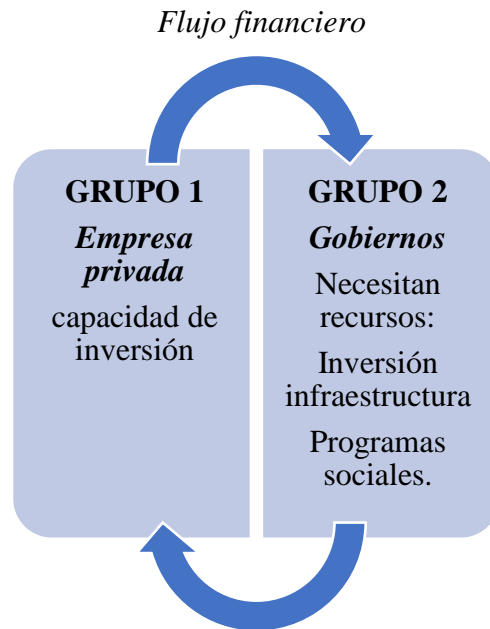 Flujo financiero
GRUPO 1
Empresa
privada
capacidad de
inversión
GRUPO 2
Gobiernos
Necesitan
recursos:
Inversión
infraestructura
Programas
sociales.